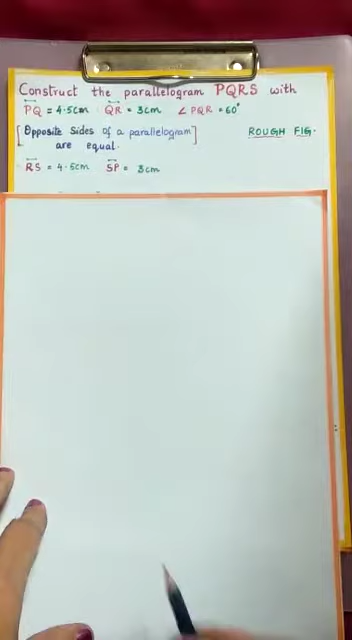 Construct the parallelogram PQRS with
PQ = 4.5cm QR = 3cm ∠PQR = 60°
[Opposite sides of a parallelogram] ROUGH FIG.
are equal.
RS = 4.5cm SP = 3cm